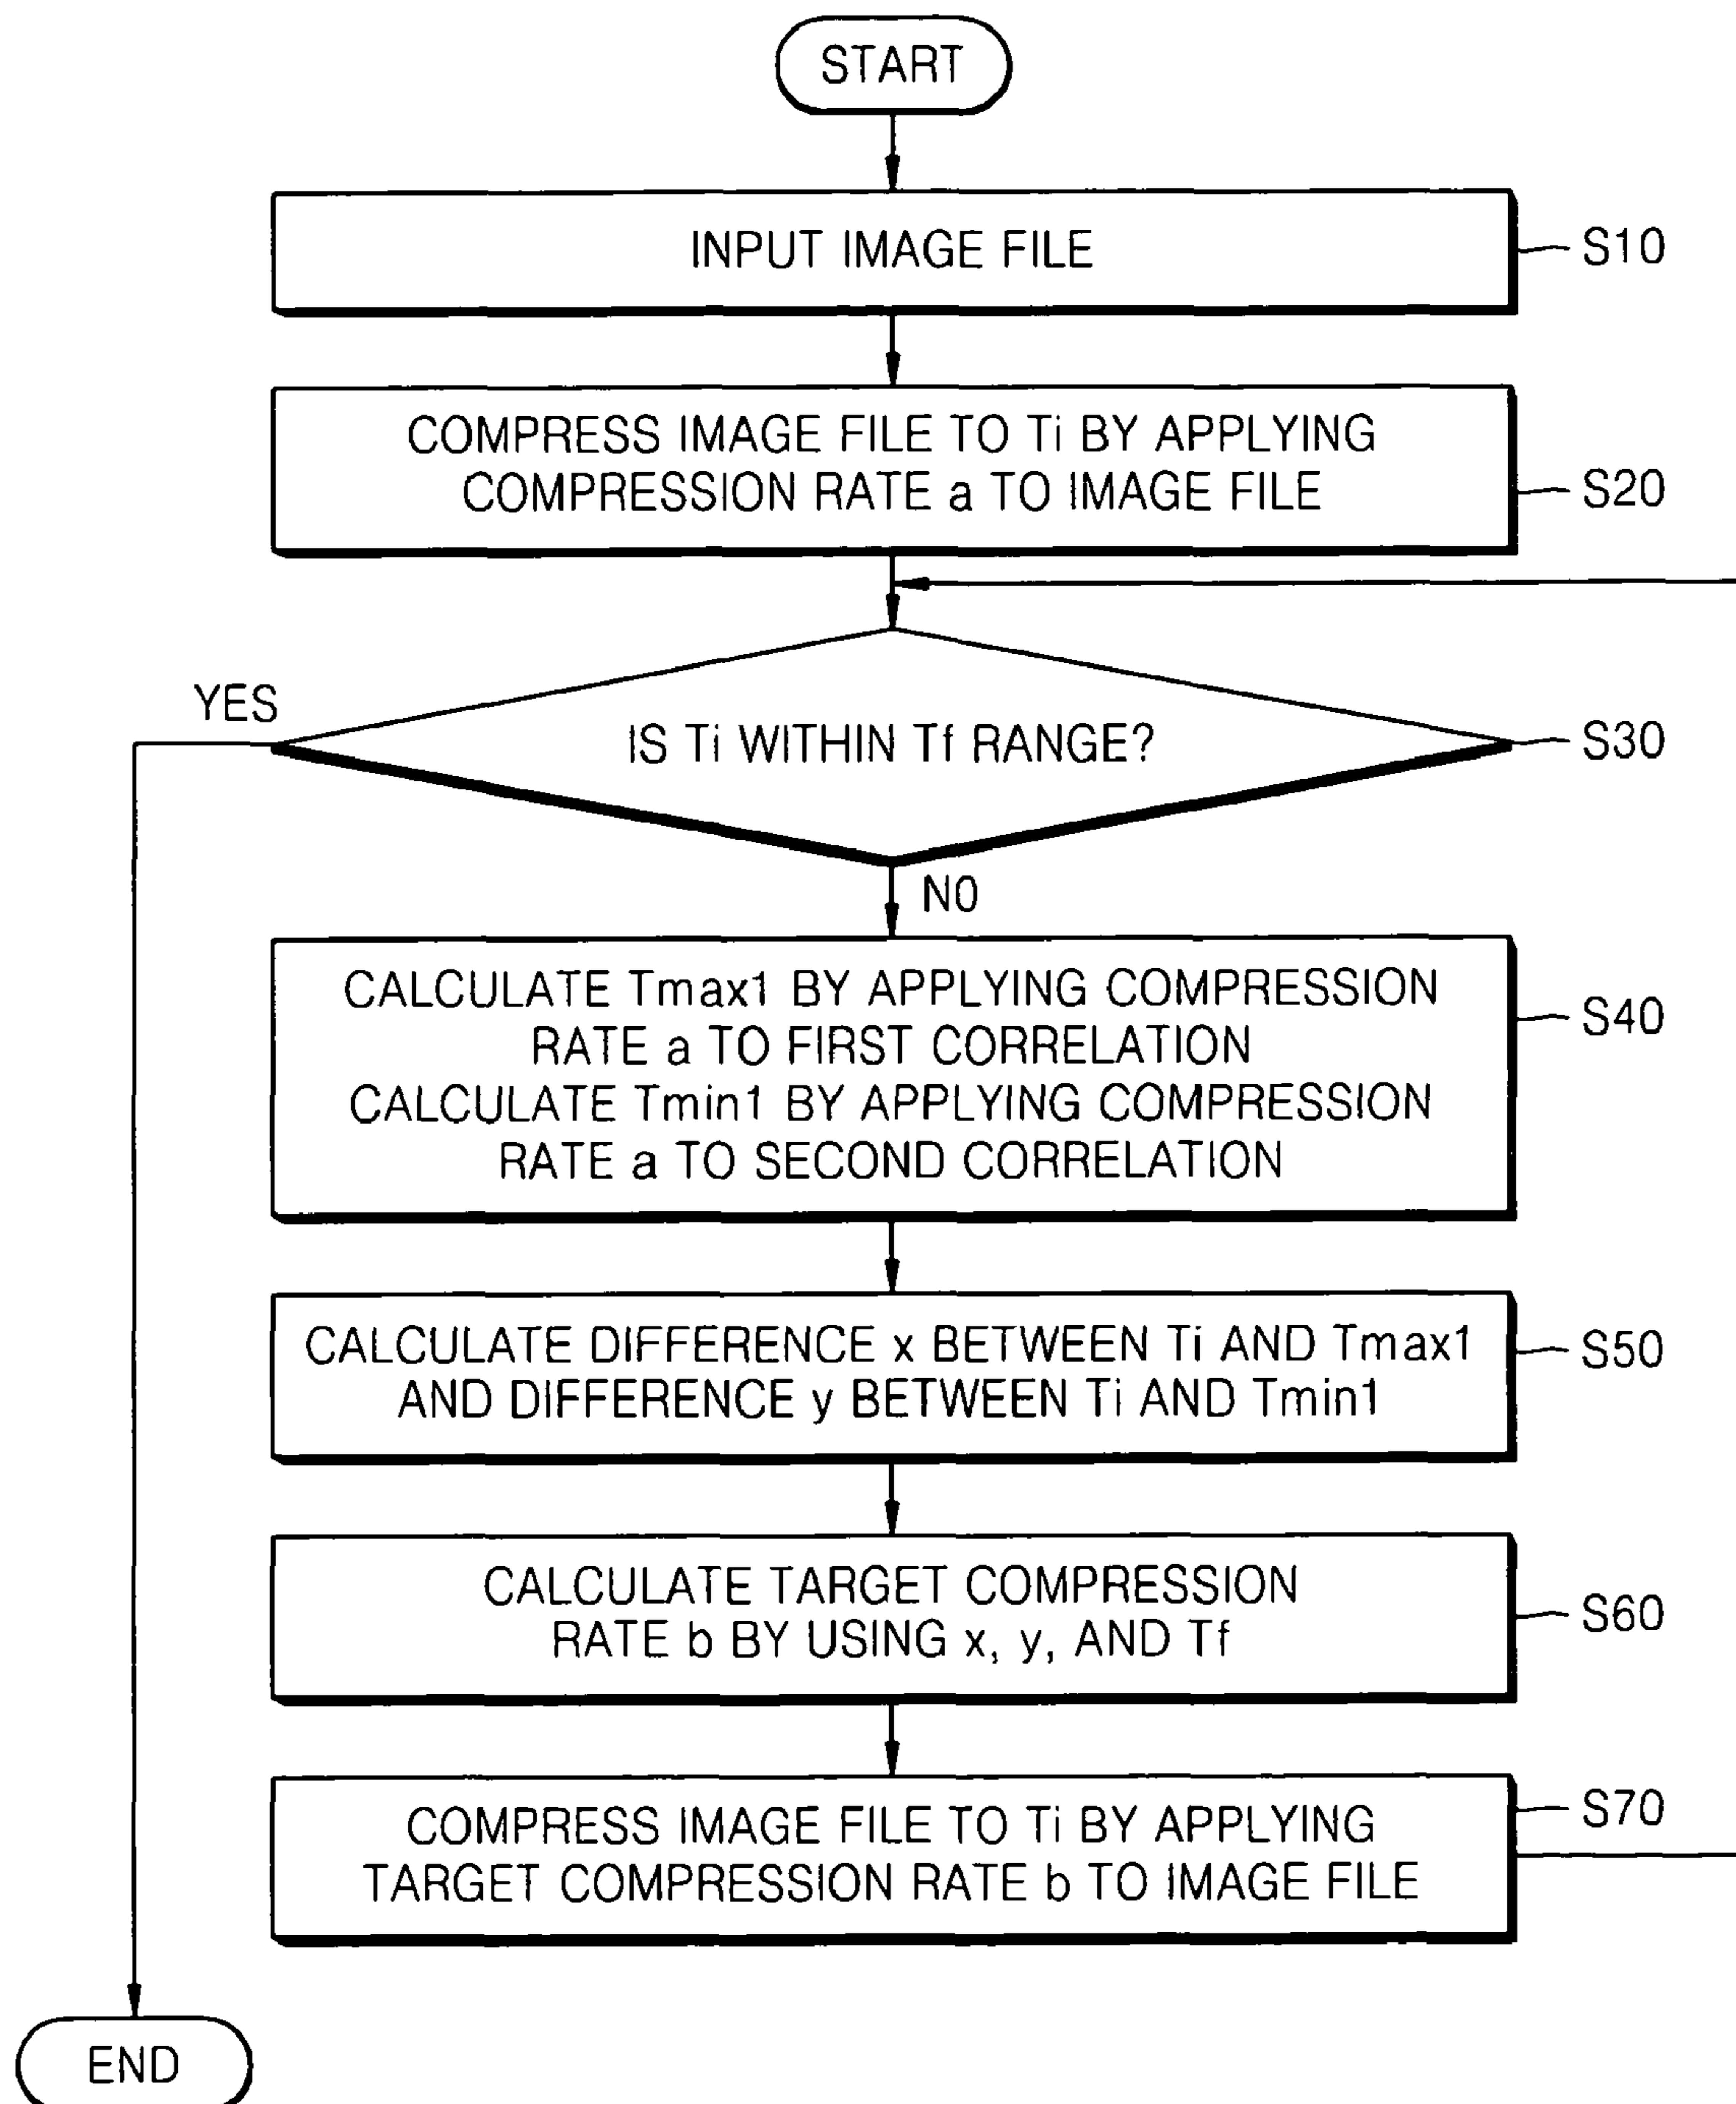 START
INPUT IMAGE FILE
S10
COMPRESS IMAGE FILE TO Ti BY APPLYING
COMPRESSION RATE a TO IMAGE FILE
S20
YES
IS Ti WITHIN Tf RANGE?
S30
NO
CALCULATE Tmax1 BY APPLYING COMPRESSION
RATE a TO FIRST CORRELATION
CALCULATE Tmin1 BY APPLYING COMPRESSION
RATE a TO SECOND CORRELATION
S40
CALCULATE DIFFERENCE x BETWEEN Ti AND Tmax1
AND DIFFERENCE y BETWEEN Ti AND Tmin1
S50
CALCULATE TARGET COMPRESSION
RATE b BY USING x, y, AND Tf
S60
COMPRESS IMAGE FILE TO Ti BY APPLYING
TARGET COMPRESSION RATE b TO IMAGE FILE
S70
END